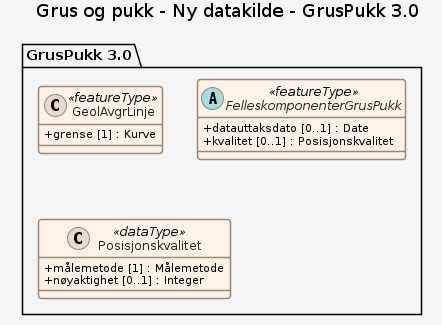 Grus og pukk - Ny datakilde - GrusPukk 3.0
GrusPukk 3.0
C «featureType»
GeolAvgrLinje
+grense [1] : Kurve
A «featureType»
FelleskomponenterGrusPukk
+datauttaksdato [0..1] : Date
+kvalitet [0..1] : Posisjonskvalitet
C «dataType»
Posisjonskvalitet
+målemetode [1] : Målemetode
+nøyaktighet [0..1] : Integer